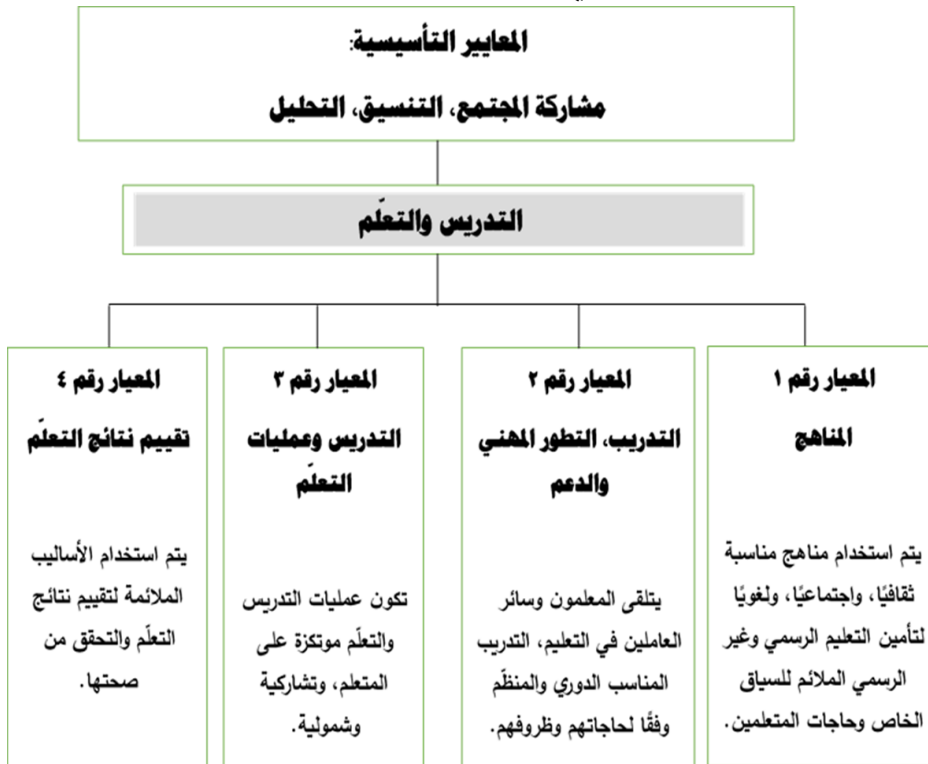 المعايير التأسيسية:
مشاركة المجتمع، التنسيق، التحليل
التدريس والتعلّم
المعيار رقم ١
المناهج
يتم استخدام مناهج مناسبة
ثقافيًا، واجتماعيًا، ولغويًا
لتأمين التعليم الرسمي وغير
الرسمي الملائم للسياق
الخاص وحاجات المتعلمين.
المعيار رقم ٢
التدريب، التطور المهني
والدعم
يتلقى المعلمون وسائر
العاملين في التعليم، التدريب
المناسب الدوري والمنظّم
وفقًا لحاجاتهم وظروفهم.
المعيار رقم ٣
التدريس وعمليات
التعلّم
تكون عمليات التدريس
والتعلّم موتكزة على
المتعلم، وتشاركية
وشمولية.
المعيار رقم ٤
تقييم نتائج التعلّم
يتم استخدام الأساليب
الملائمة لتقييم نتائج
التعلّم والتحقق من
صحتها.